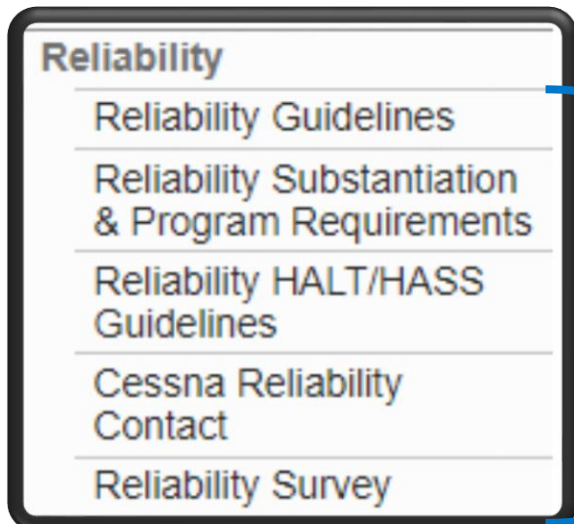 Reliability
Reliability Guidelines
Reliability Substantiation
& Program Requirements
Reliability HALT/HASS
Guidelines
Cessna Reliability
Contact
Reliability Survey